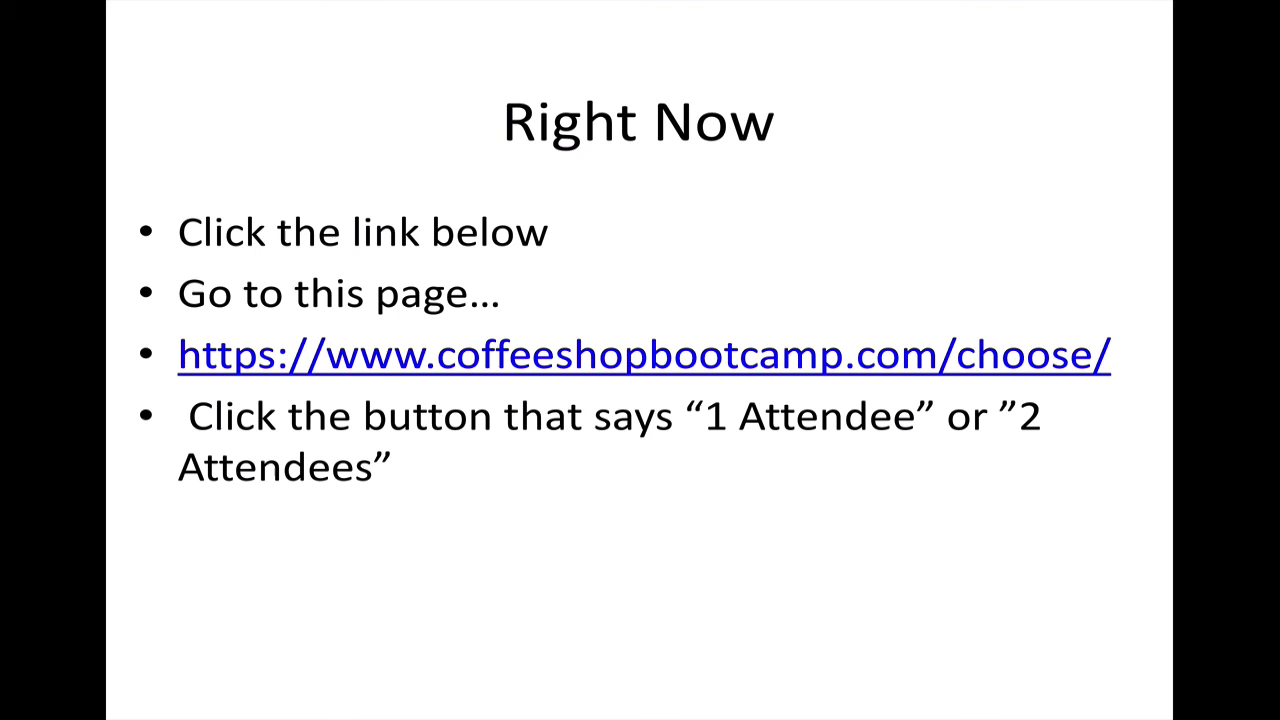 Right Now
• Click the link below
• Go to this page...
• https://www.coffeeshopbootcamp.com/choose/
• Click the button that says “1 Attendee” or ”2
Attendees”